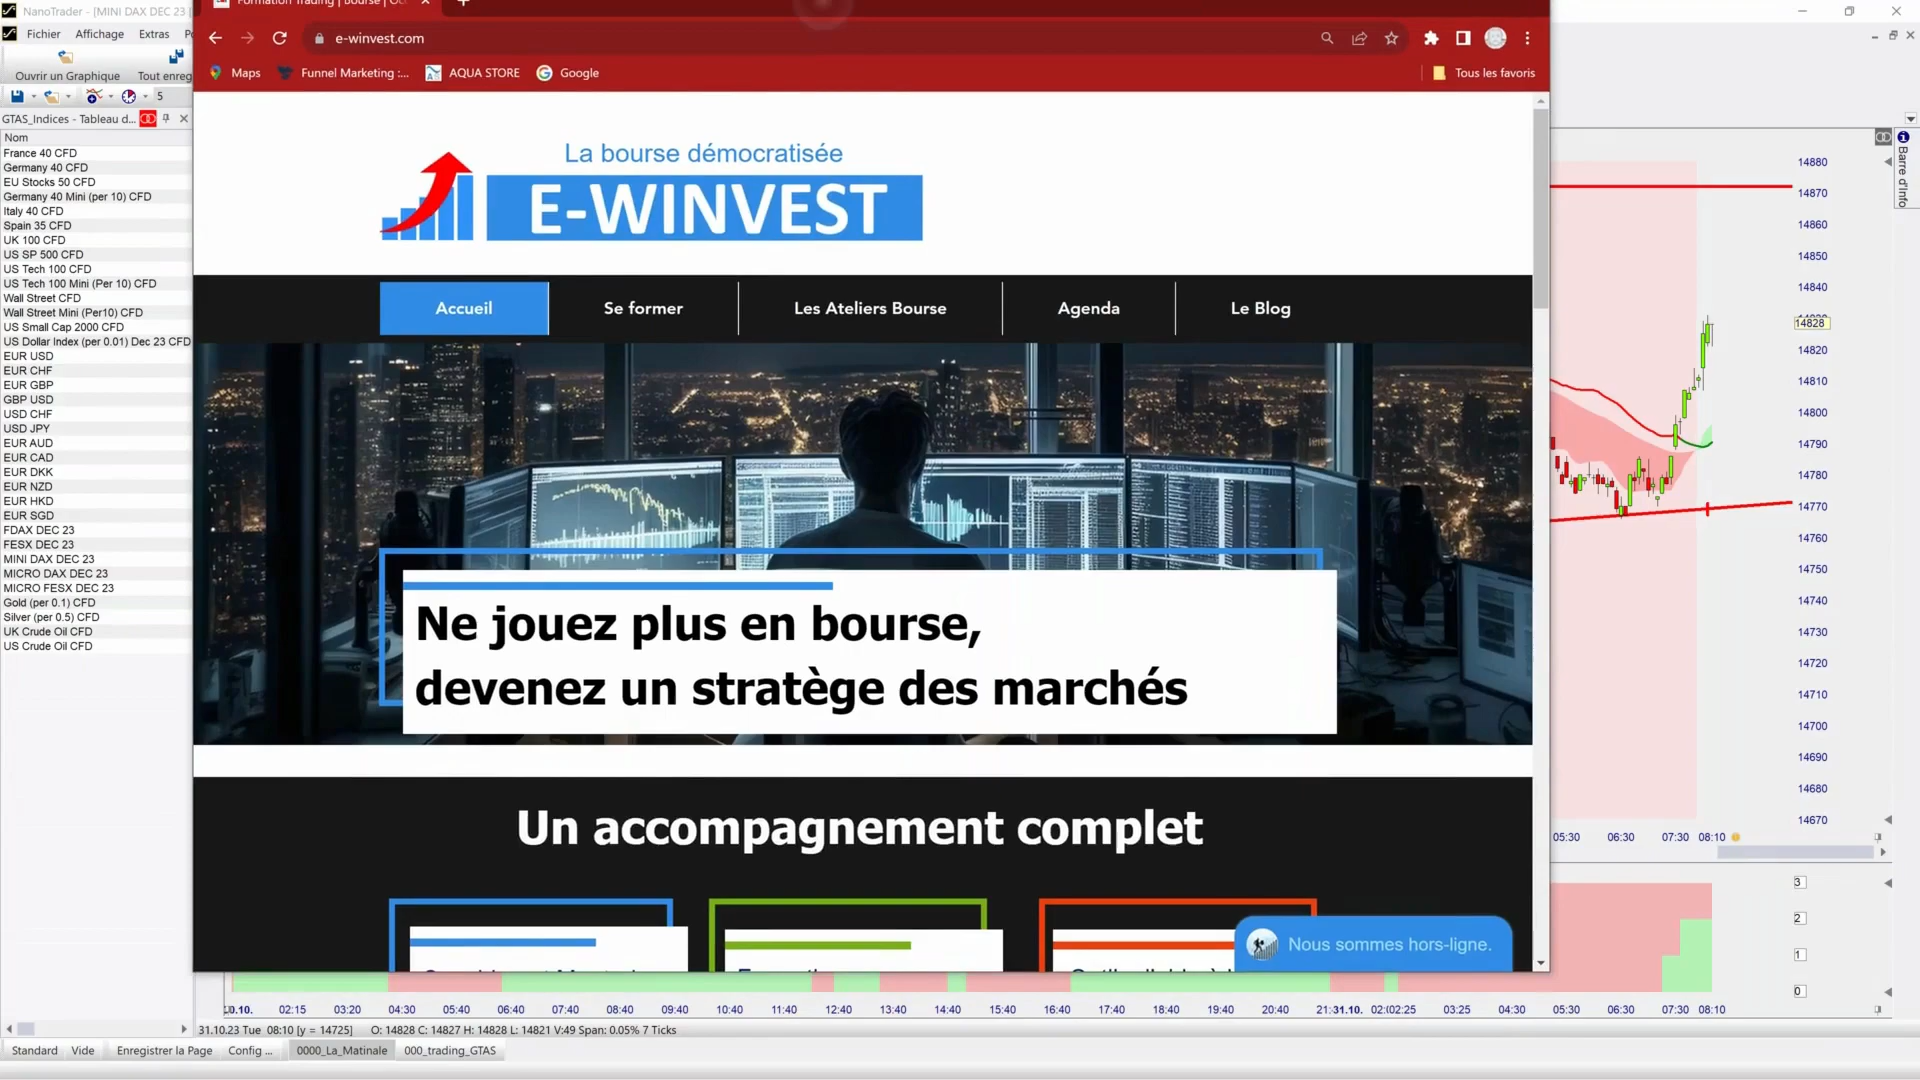 NanoTrader - [MINI DAX DEC 23
Fichier Affichage Extras
Ouvrir un Graphique Tout enreg
5
GTAS_Indices - Tableau d...
Nom
France 40 CFD
Germany 40 CFD
EU Stocks 50 CFD
Germany 40 Mini (per 10) CFD
Italy 40 CFD
Spain 35 CFD
UK 100 CFD
US SP 500 CFD
US Tech 100 CFD
US Tech 100 Mini (Per 10) CFD
Wall Street CFD
Wall Street Mini (Per10) CFD
US Small Cap 2000 CFD
US Dollar Index (per 0.01) Dec 23 CFD
EUR USD
EUR CHF
EUR GBP
GBP USD
USD CHF
USD JPY
EUR AUD
EUR CAD
EUR DKK
EUR NZD
EUR HKD
EUR SGD
FDAX DEC 23
FESX DEC 23
MINI DAX DEC 23
MICRO DAX DEC 23
MICRO FESX DEC 23
Gold (per 0.1) CFD
Silver (per 0.5) CFD
UK Crude Oil CFD
US Crude Oil CFD
Formation Trading | Bourse |
e-winvest.com
Maps Funnel Marketing :... AQUA STORE Google Tous les favoris
La bourse démocratisée
E-WINVEST
Accueil Se former Les Ateliers Bourse Agenda Le Blog
Ne jouez plus en bourse,
devenez un stratège des marchés
Un accompagnement complet
Nous sommes hors-ligne.
Barre d'Info
14880
14870
14860
14850
14840
14828
14820
14810
14800
14790
14780
14770
14760
14750
14740
14730
14720
14710
14700
14690
14680
14670
05:30 06:30 07:30 08:10
3
2
1
0
02:15 03:20 04:30 05:40 06:40 07:40 08:40 09:40 10:40 11:40 12:40 13:40 14:40 15:40 16:40 17:40 18:40 19:40 20:40 21: 31.10. 02:25 03:25 04:30 05:30 06:30 07:30 08:10
31.10.23 Tue 08:10 [y = 14725] O: 14828 C: 14827 H: 14828 L: 14821 V:49 Span: 0.05% 7 Ticks
Standard Vide Enregistrer la Page Config ... 0000_La_Matinale 000_trading_GTAS